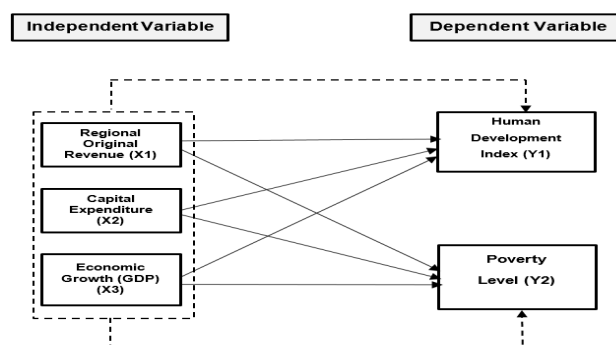 Independent Variable
Dependent Variable
Regional
Original
Revenue (X1)
Capital
Expenditure
(X2)
Economic
Growth (GDP)
(X3)
Human
Development
Index (Y1)
Poverty
Level (Y2)